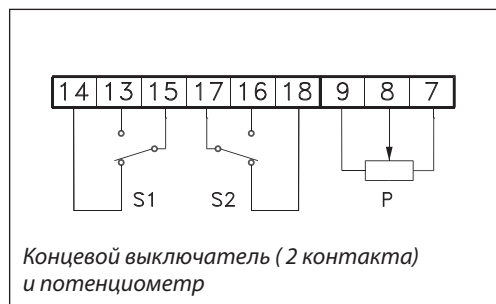 14 13 15 17 16 18 9 8 7
S1 S2 P
Концевой выключатель ( 2 контакта)
и потенциометр